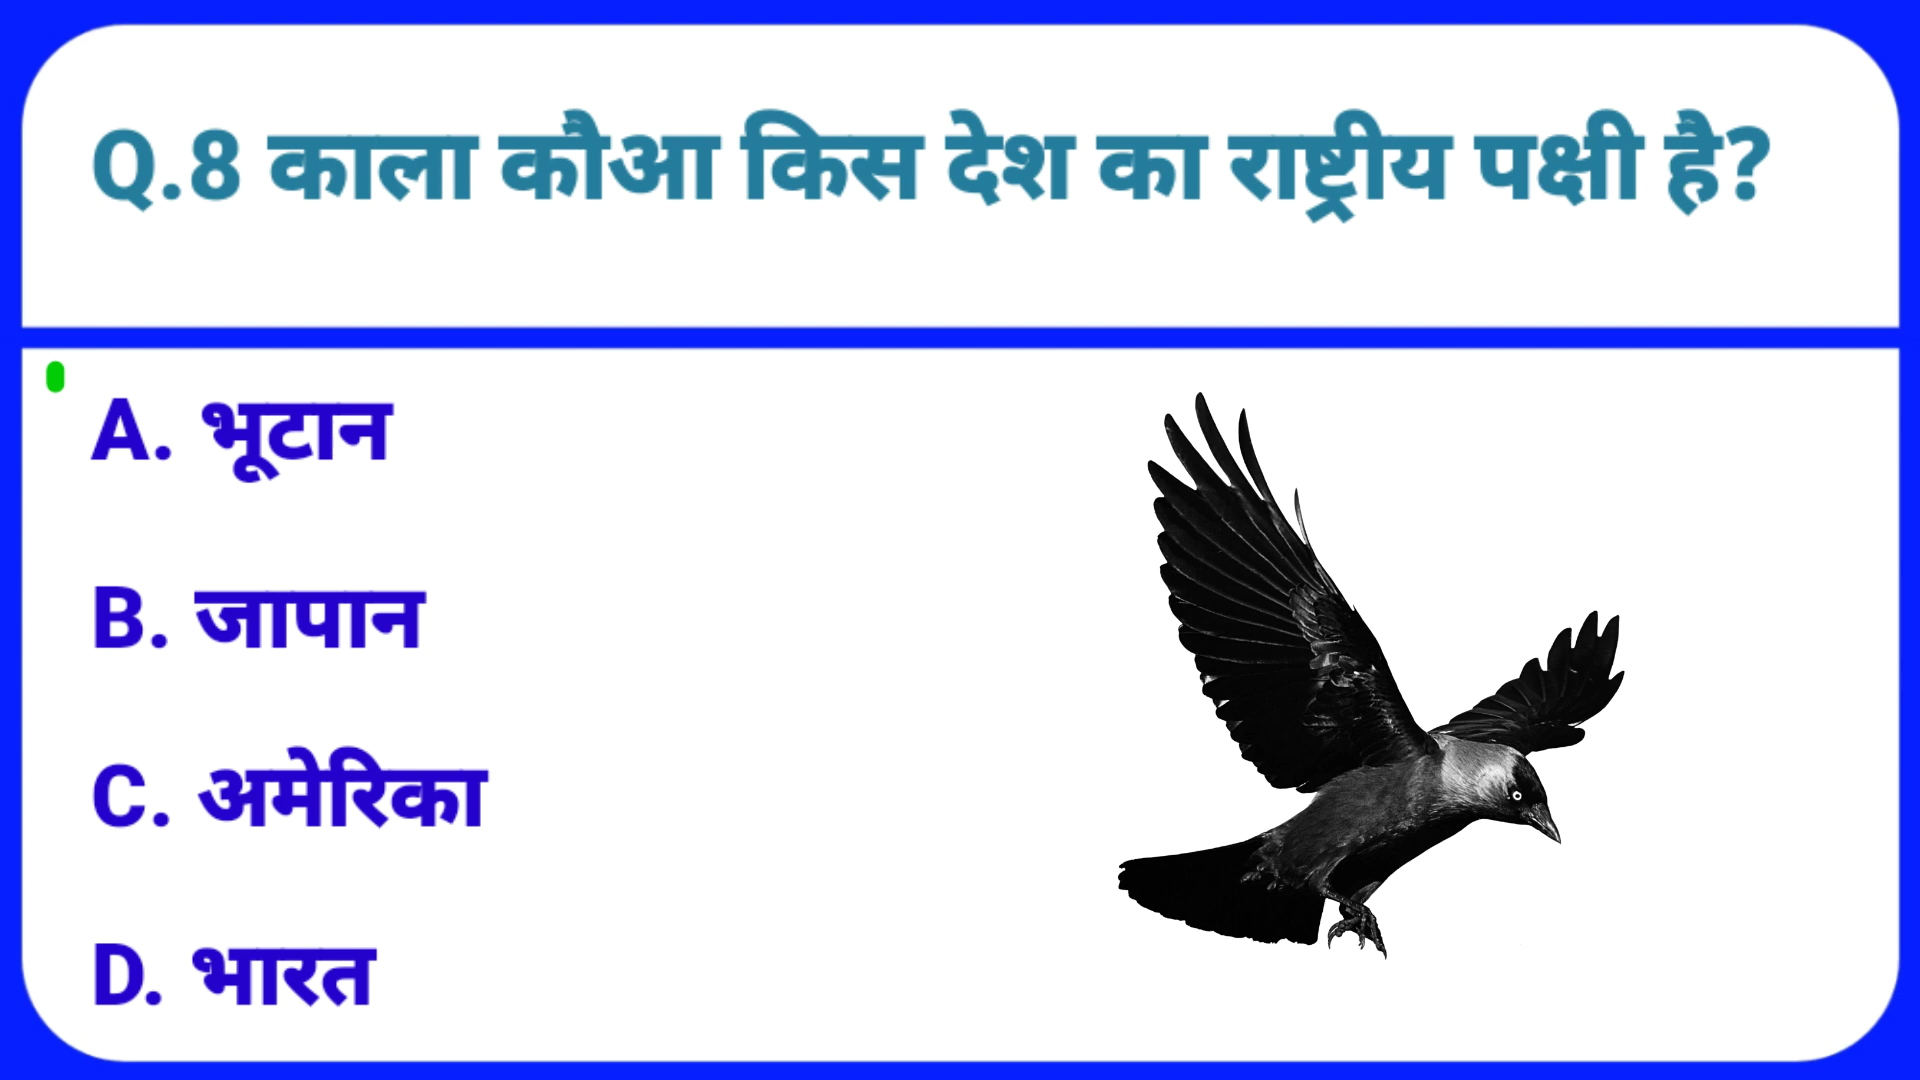 Q.8 काला कौआ किस देश का राष्ट्रीय पक्षी है?
A. भूटान
B. जापान
C. अमेरिका
D. भारत